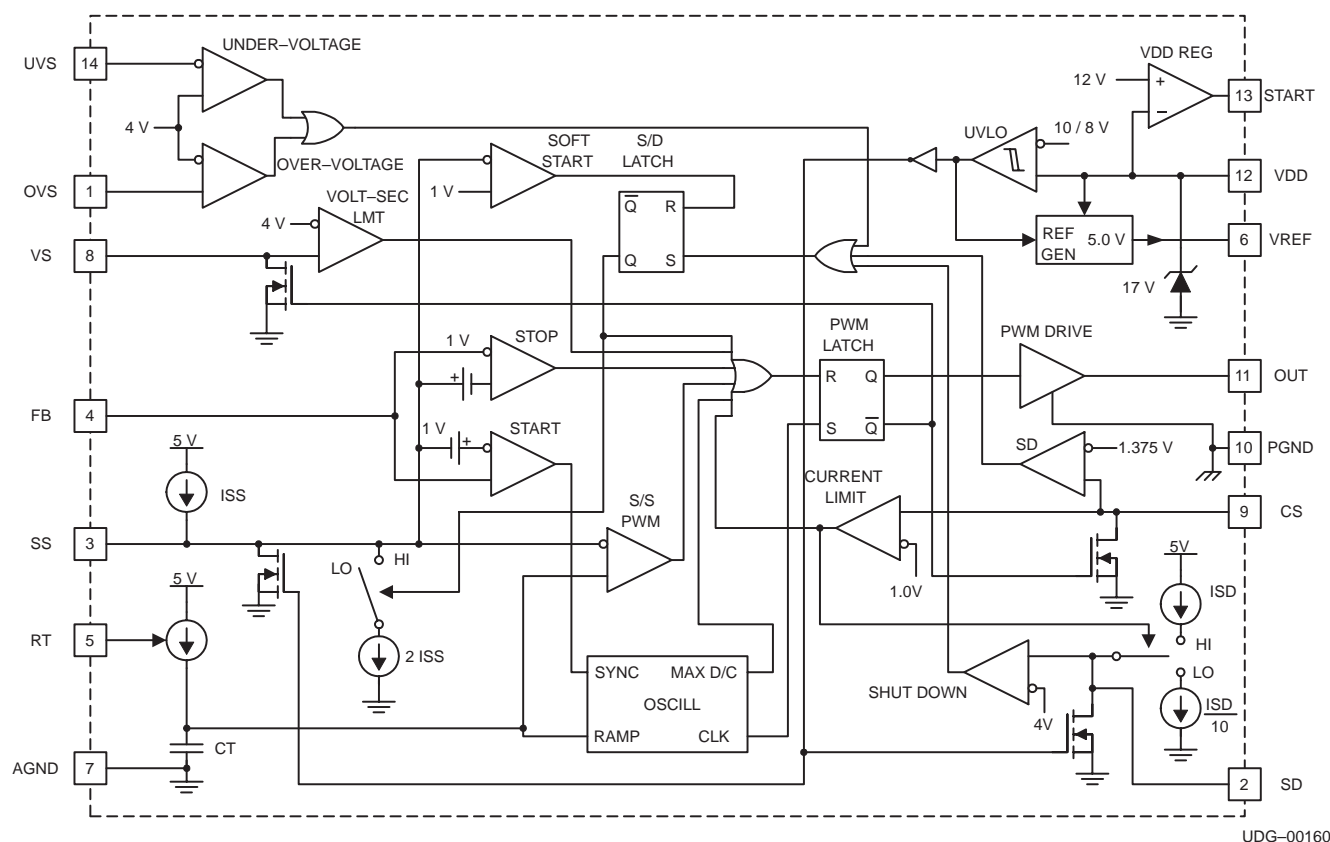 UNDER–VOLTAGE
UVS
14
4 V
OVER–VOLTAGE
OVS
1
VOLT–SEC
LMT
4 V
VS
8
SOFT
START
1 V
S/D
LATCH
Q
R
Q
S
VDD REG
12 V
+
–
13
START
UVLO
10 / 8 V
12
VDD
REF
GEN
5.0 V
6
VREF
17 V
1 V
STOP
+
FB
4
1 V
+
START
PWM
LATCH
R
Q
S
Q
PWM DRIVE
11
OUT
10
PGND
SD
1.375 V
5 V
ISS
SS
3
CURRENT
LIMIT
1.0V
9
CS
S/S
PWM
HI
LO
2 ISS
5 V
RT
5
5V
ISD
HI
LO
ISD
10
SHUT DOWN
4V
SYNC
MAX D/C
OSCILL
RAMP
CLK
CT
AGND
7
2
SD
UDG–00160